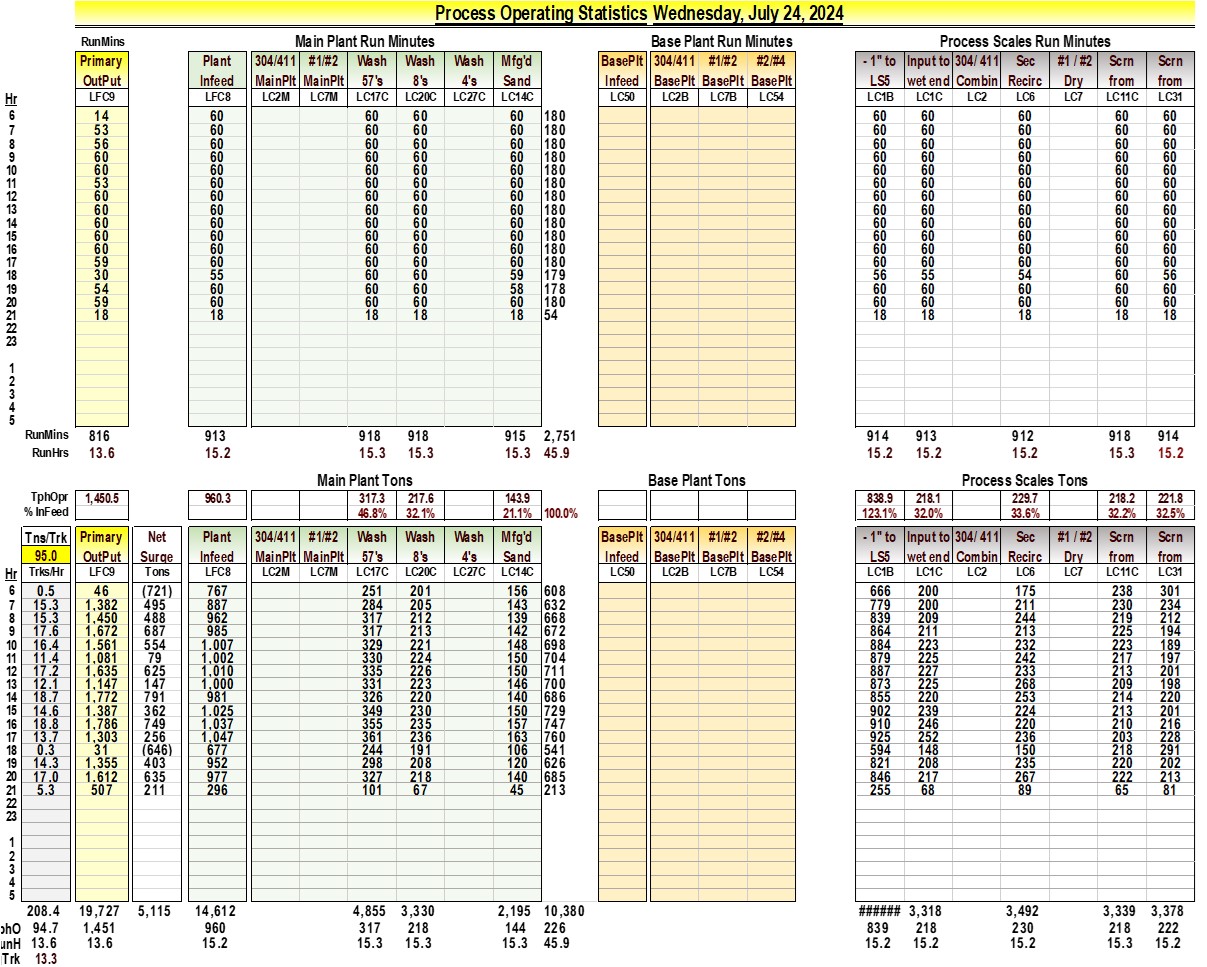 Process Operating Statistics Wednesday, July 24, 2024
RunMins Main Plant Run Minutes Base Plant Run Minutes Process Scales Run Minutes
Primary Plant 304/411 #1/#2 Wash Wash Wash Mfg'd BasePlt 304/411 #1/#2 #2/#4 - 1" to Input to 304/ 411 Sec #1 / #2 Scrn Scrn
OutPut Infeed MainPlt MainPlt 57's 8's 4's Sand Infeed BasePlt BasePlt BasePlt LS5 wet end Combin Recirc Dry from from
Hr LFC9 LFC8 LC2M LC7M LC17C LC20C LC27C LC14C LC50 LC2B LC7B LC54 LC1B LC1C LC2 LC6 LC7 LC11C LC31
6 14 60 60 60 60 180 60 60 60 60 60
7 53 60 60 60 60 180 60 60 60 60 60
8 56 60 60 60 60 180 60 60 60 60 60
9 60 60 60 60 60 180 60 60 60 60 60
10 60 60 60 60 60 180 60 60 60 60 60
11 53 60 60 60 60 180 60 60 60 60 60
12 60 60 60 60 60 180 60 60 60 60 60
13 60 60 60 60 60 180 60 60 60 60 60
14 60 60 60 60 60 180 60 60 60 60 60
15 60 60 60 60 60 180 60 60 60 60 60
16 60 60 60 60 60 180 60 60 60 60 60
17 59 60 60 60 60 180 60 60 60 60 60
18 30 55 60 60 59 179 56 55 54 60 56
19 54 60 60 60 58 178 60 60 60 60 60
20 59 60 60 60 60 180 60 60 60 60 60
21 18 18 18 18 18 54 18 18 18 18 18
22
23
1
2
3
4
5
RunMins 816 913 918 918 915 2,751 914 913 912 918 914
RunHrs 13.6 15.2 15.3 15.3 15.3 45.9 15.2 15.2 15.2 15.3 15.2
Main Plant Tons Base Plant Tons Process Scales Tons
TphOpr 1,450.5 960.3 317.3 217.6 143.9 838.9 218.1 229.7 218.2 221.8
% InFeed 46.8% 32.1% 21.1% 100.0% 123.1% 32.0% 33.6% 32.2% 32.5%
Tns/Trk Primary Net Plant 304/411 #1/#2 Wash Wash Wash Mfg'd BasePlt 304/411 #1/#2 #2/#4 - 1" to Input to 304/ 411 Sec #1 / #2 Scrn Scrn
95.0 OutPut Surge Infeed MainPlt MainPlt 57's 8's 4's Sand Infeed BasePlt BasePlt BasePlt LS5 wet end Combin Recirc Dry from from
Hr Trks/Hr LFC9 Tons LFC8 LC2M LC7M LC17C LC20C LC27C LC14C LC50 LC2B LC7B LC54 LC1B LC1C LC2 LC6 LC7 LC11C LC31
6 0.5 46 (721) 767 251 201 156 608 666 200 175 238 301
7 15.3 1,382 495 887 284 205 143 632 779 200 211 230 234
8 15.3 1,450 488 962 317 212 139 668 839 209 244 219 212
9 17.6 1,672 687 985 317 213 142 672 864 211 213 225 194
10 16.4 1,561 554 1,007 329 221 148 698 884 223 232 223 189
11 11.4 1,081 79 1,002 330 224 150 704 879 225 242 217 197
12 17.2 1,635 625 1,010 335 226 150 711 887 227 233 213 201
13 12.1 1,147 147 1,000 331 223 146 700 873 225 268 209 198
14 18.7 1,772 791 981 326 220 140 686 855 220 253 214 220
15 14.6 1,387 362 1,025 349 230 150 729 902 239 224 213 201
16 18.8 1,786 749 1,037 355 235 157 747 910 246 220 210 216
17 13.7 1,303 256 1,047 361 236 163 760 925 252 236 203 228
18 0.3 31 (646) 677 244 191 106 541 594 148 150 218 291
19 14.3 1,355 403 952 298 208 120 626 821 208 235 220 202
20 17.0 1,612 635 977 327 218 140 685 846 217 267 222 213
21 5.3 507 211 296 101 67 45 213 255 68 89 65 81
22
23
1
2
3
4
5
208.4 19,727 5,115 14,612 4,855 3,330 2,195 10,380 ###### 3,318 3,492 3,339 3,378
phO 94.7 1,451 960 317 218 144 226 839 218 230 218 222
unH 13.6 13.6 15.2 15.3 15.3 15.3 45.9 15.2 15.2 15.2 15.3 15.2
Trk 13.3